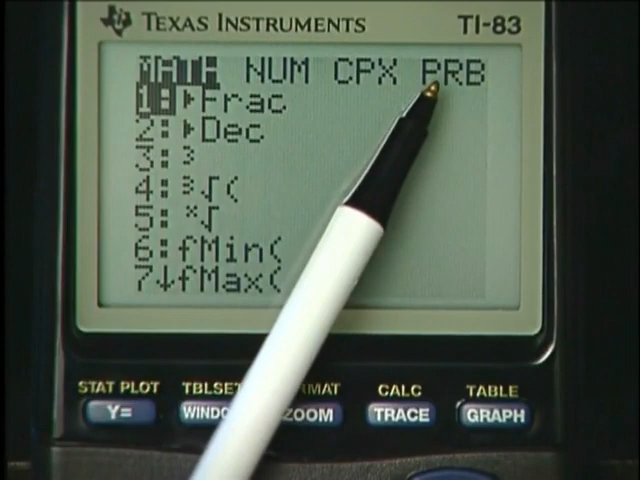 TEXAS INSTRUMENTS TI-83
MATH NUM CPX PRB
1:▸Frac
2:▸Dec
3:³
4:³√(
5:ˣ√
6:fMin(
7↓fMax(
STAT PLOT TBLSET CALC TABLE
Y= ZOOM TRACE GRAPH